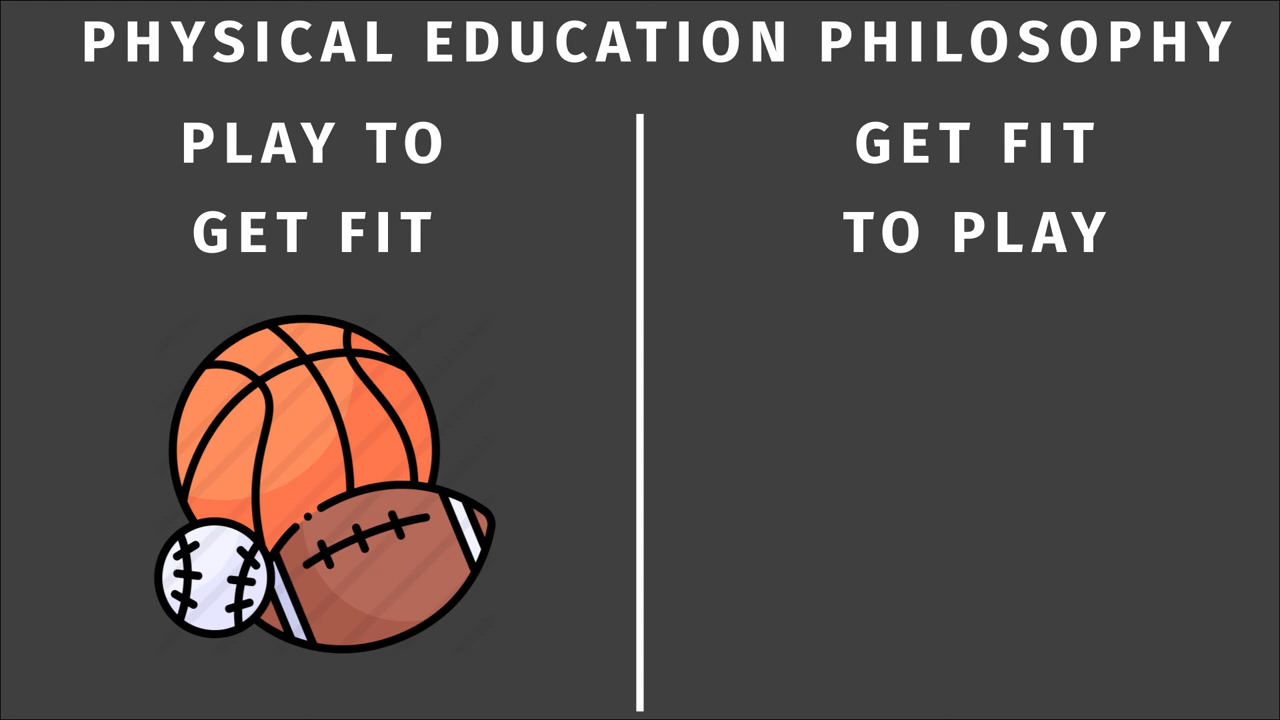 PHYSICAL EDUCATION PHILOSOPHY
PLAY TO
GET FIT
GET FIT
TO PLAY